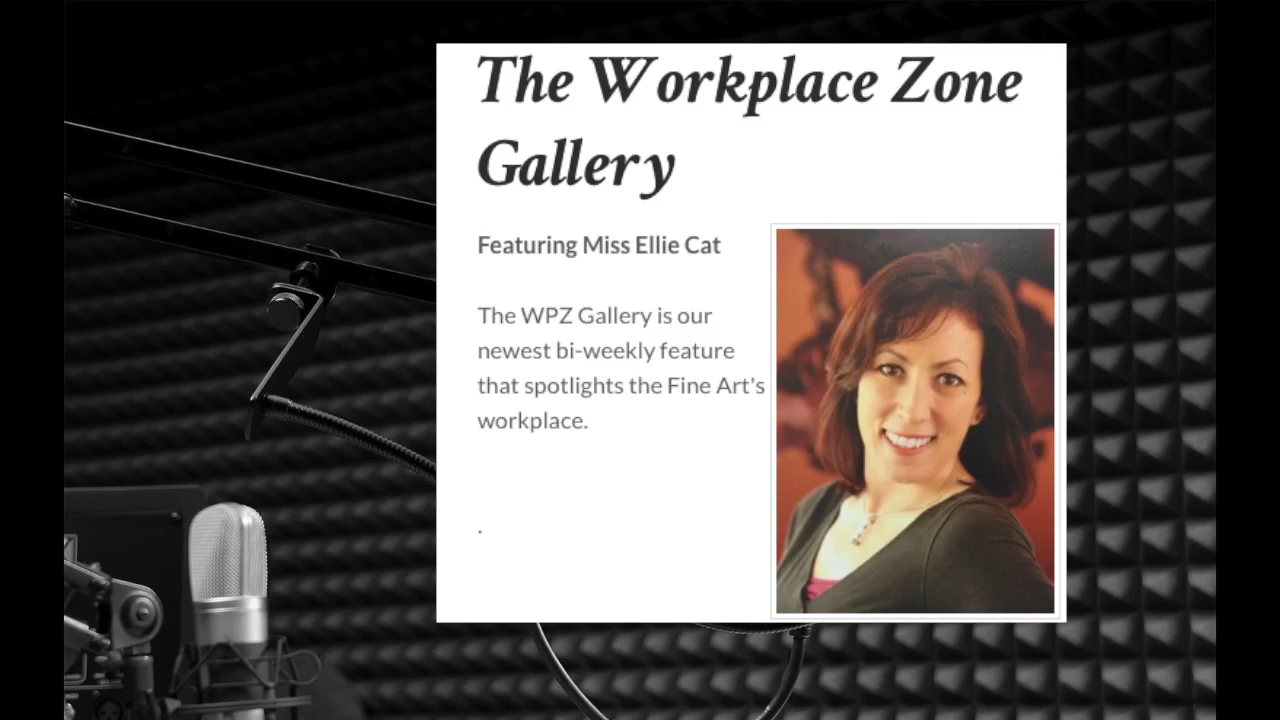 The Workplace Zone
Gallery
Featuring Miss Ellie Cat
The WPZ Gallery is our
newest bi-weekly feature
that spotlights the Fine Art's
workplace.
.